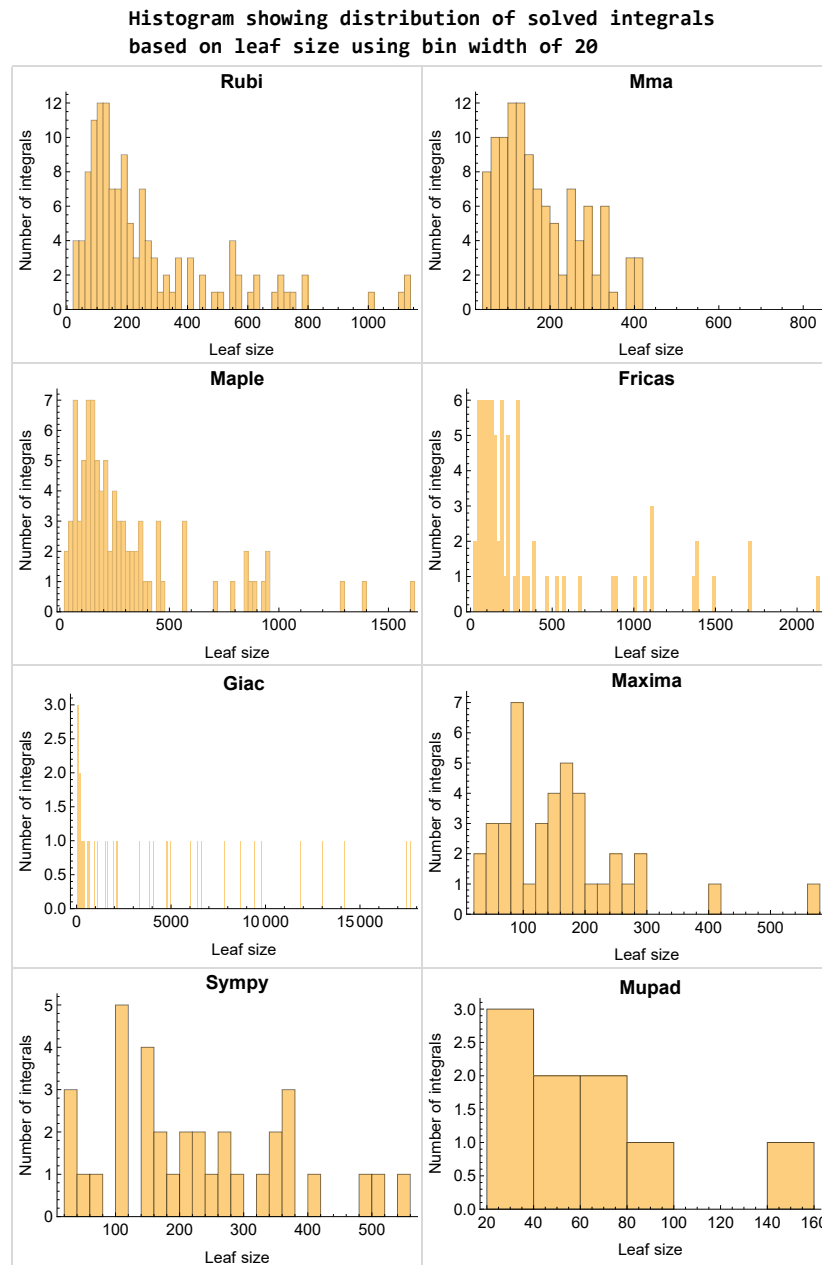 Histogram showing distribution of solved integrals
based on leaf size using bin width of 20
Rubi
Number of integrals
12
10
8
6
4
2
0
0 200 400 600 800 1000
Leaf size
Mma
Number of integrals
12
10
8
6
4
2
0
200 400 600 800
Leaf size
Maple
Number of integrals
7
6
5
4
3
2
1
0
0 500 1000 1500
Leaf size
Fricas
Number of integrals
6
5
4
3
2
1
0
0 500 1000 1500 2000
Leaf size
Giac
Number of integrals
3.0
2.5
2.0
1.5
1.0
0.5
0.0
0 5000 10000 15000
Leaf size
Maxima
Number of integrals
7
6
5
4
3
2
1
0
100 200 300 400 500
Leaf size
Sympy
Number of integrals
5
4
3
2
1
0
100 200 300 400 500
Leaf size
Mupad
Number of integrals
3.0
2.5
2.0
1.5
1.0
0.5
0.0
20 40 60 80 100 120 140 160
Leaf size